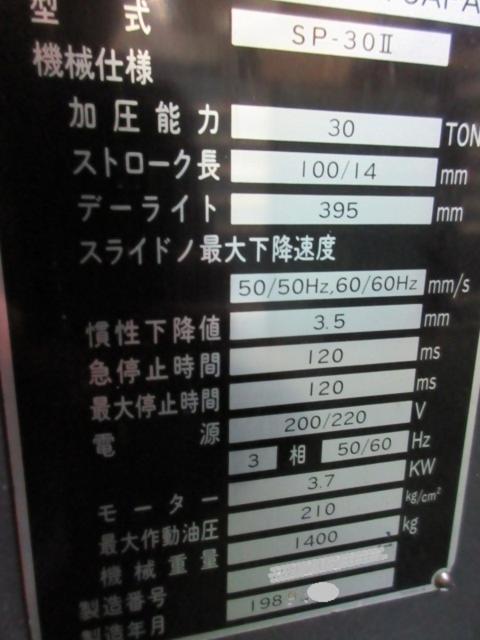 型式 SP-30Ⅱ
機械仕様
加圧能力 30 TON
ストローク長 100/14 mm
デーライト 395 mm
スライドノ最大下降速度
50/50Hz,60/60Hz mm/s
慣性下降値 3.5 mm
急停止時間 120 ms
最大停止時間 120 ms
電源 200/220 V
3 相 50/60 Hz
モーター 3.7 KW
最大作動油圧 210 kg/cm²
機械重量 1400 kg
製造番号
製造年月 198